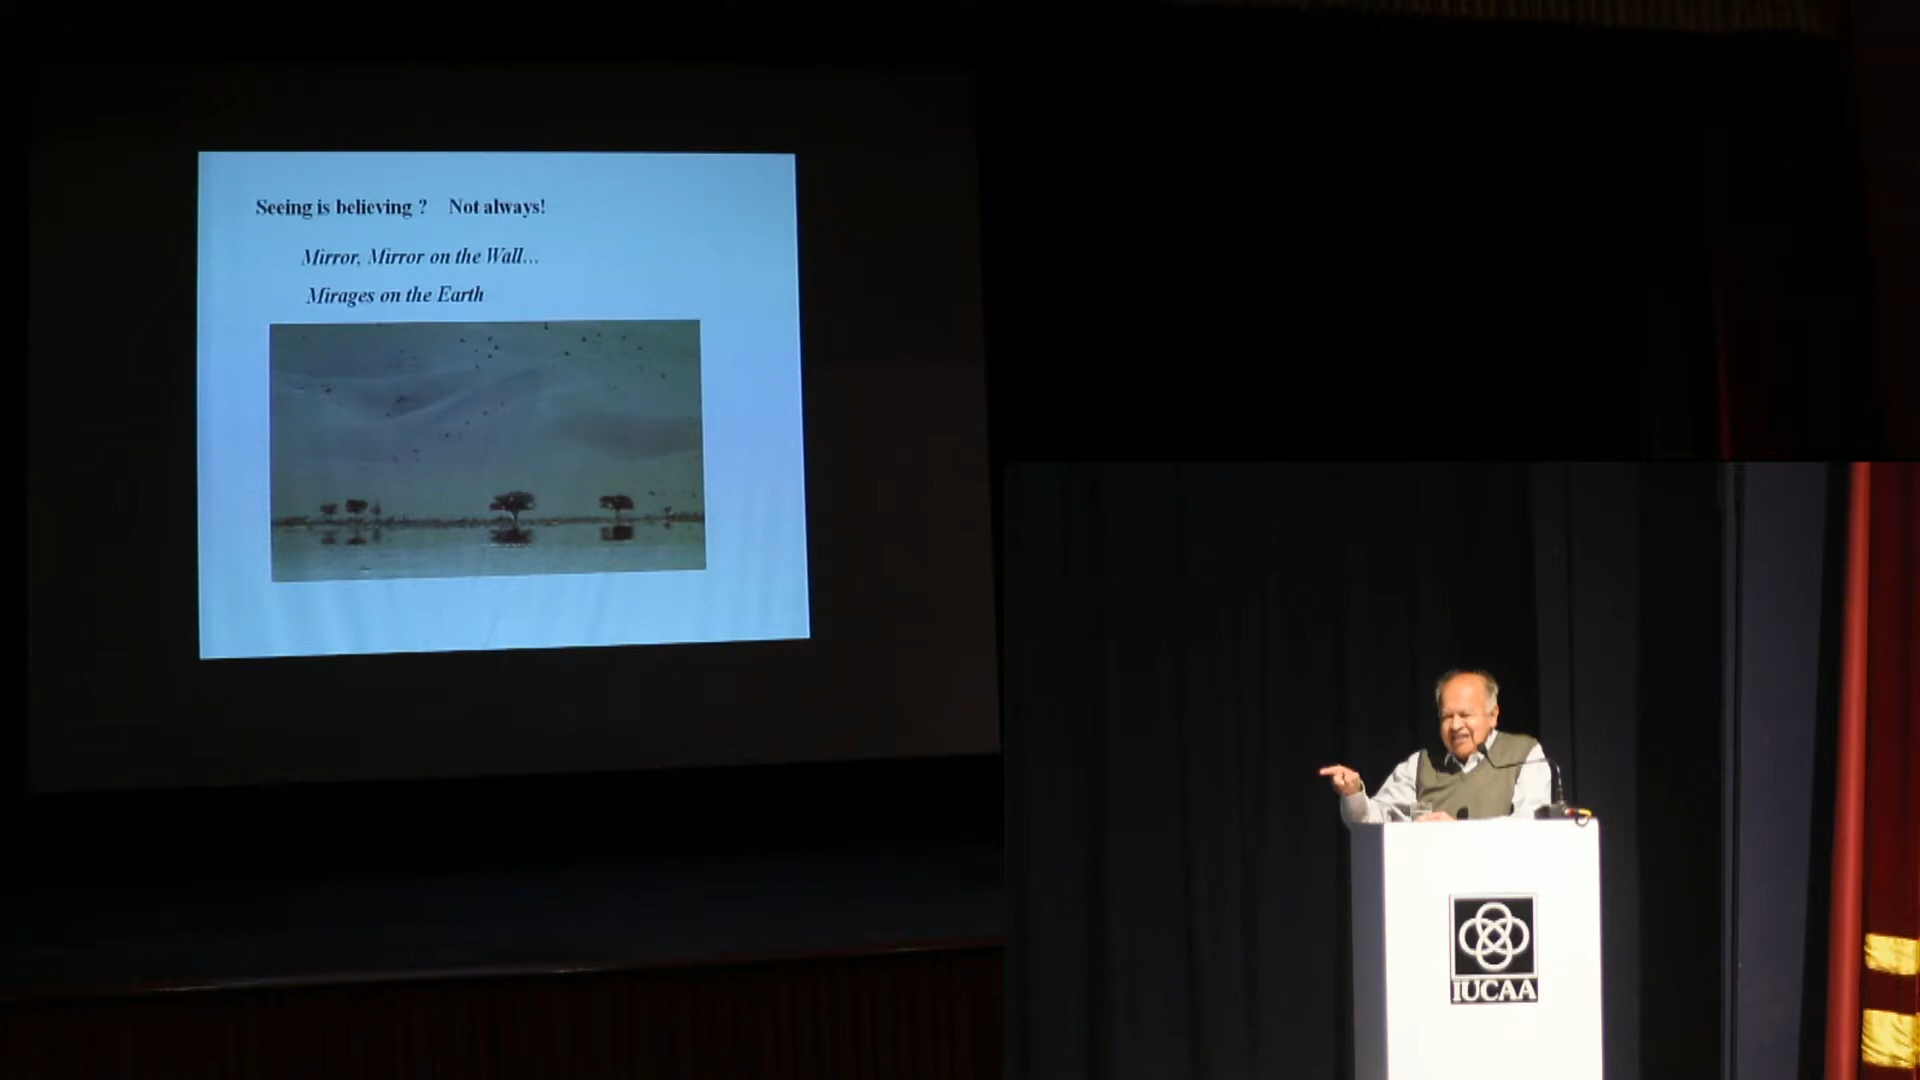 Seeing is believing ? Not always!
Mirror, Mirror on the Wall…
Mirages on the Earth
IUCAA